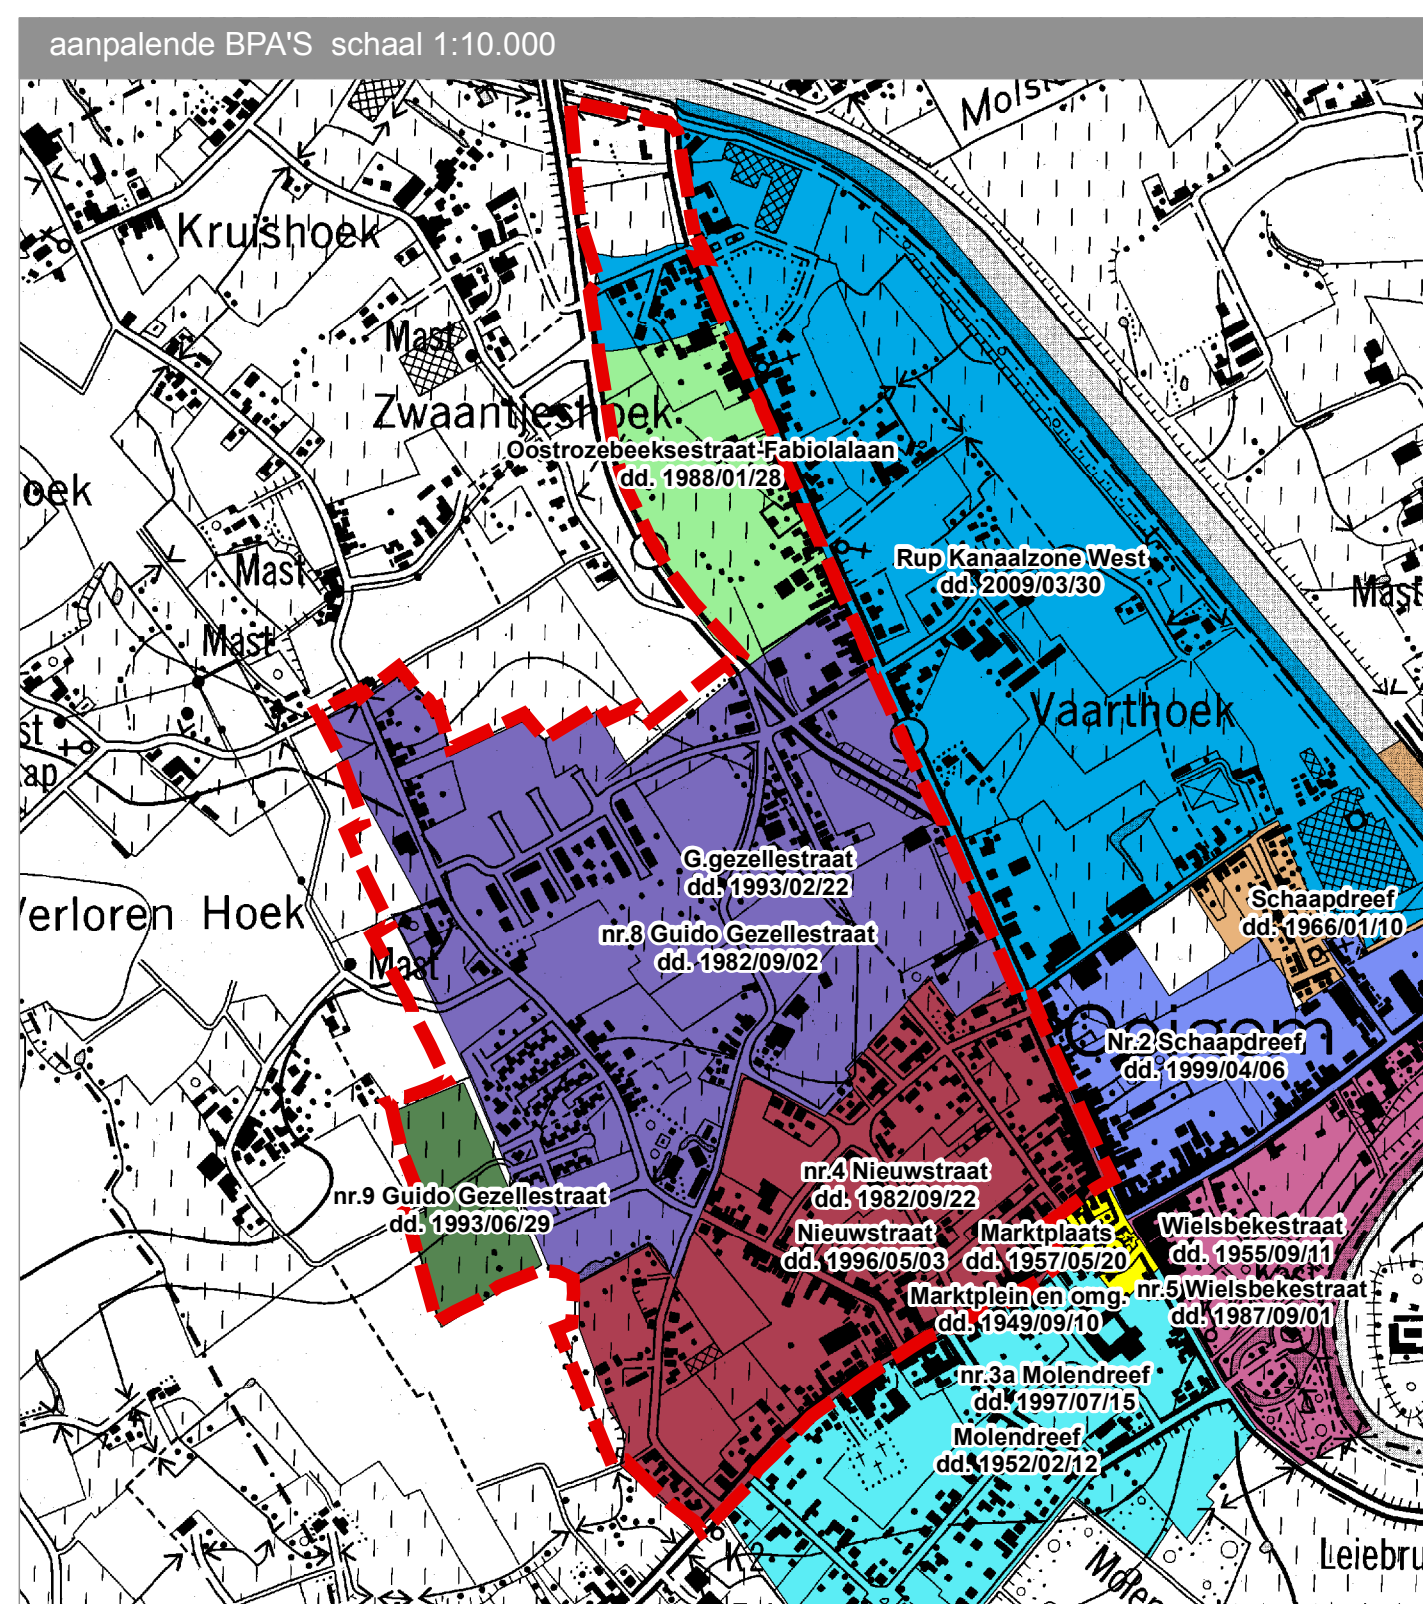 aanpalende BPA'S schaal 1:10.000
Kruishoek
Mast
Zwaantjeshoek
Oostrozebeeksestraat-Fabiolalaan
dd. 1988/01/28
oek
Rup Kanaalzone West
dd. 2009/03/30
Mast
Mast
Mast
Vaarthoek
st
ap
G.gezellestraat
dd. 1993/02/22
Schaapdreef
dd. 1966/01/10
Verloren Hoek
nr.8 Guido Gezellestraat
dd. 1982/09/02
Mast
Nr.2 Schaapdreef
dd. 1999/04/06
nr.4 Nieuwstraat
dd. 1982/09/22
nr.9 Guido Gezellestraat
dd. 1993/06/29
Nieuwstraat
dd. 1996/05/03
Marktplaats
dd. 1957/05/20
Wielsbekestraat
dd. 1955/09/11
Marktplein en omg.
dd. 1949/09/10
nr.5 Wielsbekestraat
dd. 1987/09/01
nr.3a Molendreef
dd. 1997/07/15
Molendreef
dd. 1952/02/12
K 2
Leiebru
Molen